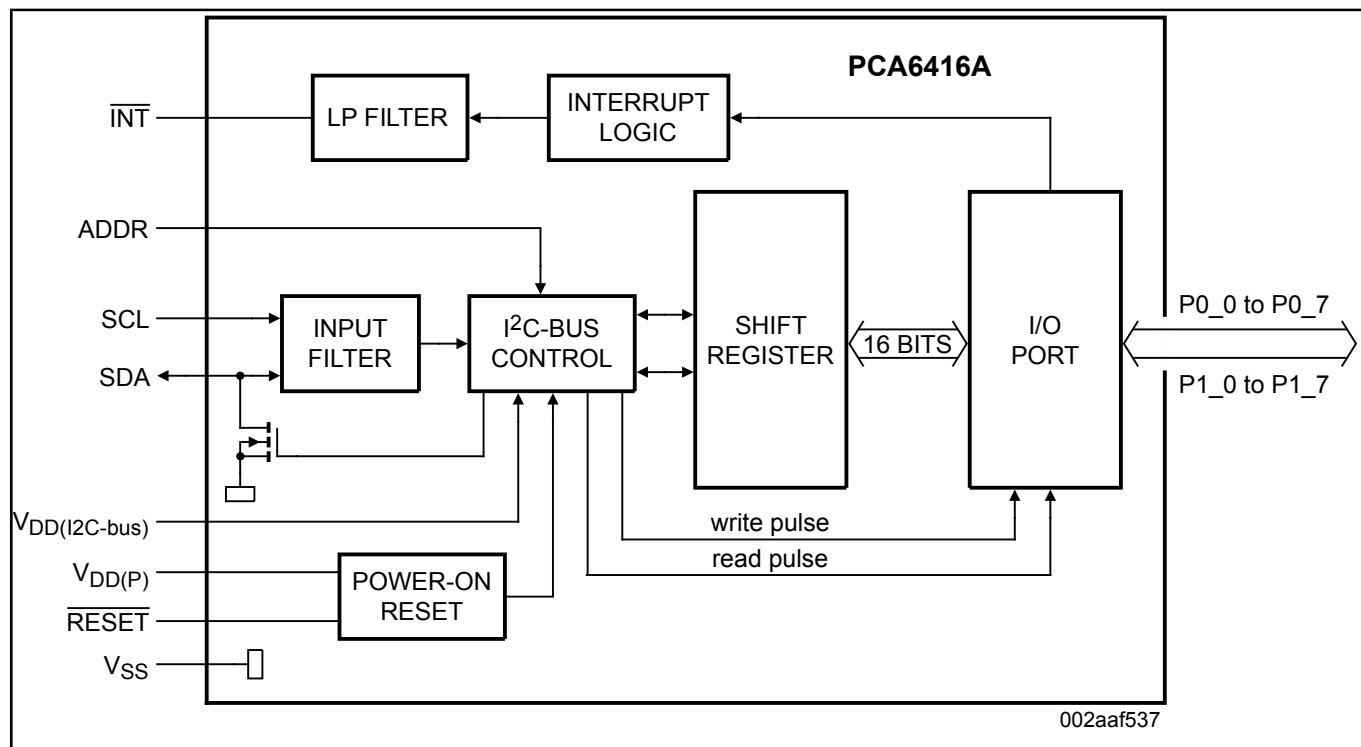 PCA6416A
INT
LP FILTER
INTERRUPT
LOGIC
ADDR
SCL
SDA
INPUT
FILTER
I²C-BUS
CONTROL
SHIFT
REGISTER
16 BITS
I/O
PORT
P0_0 to P0_7
P1_0 to P1_7
VDD(I2C-bus)
write pulse
read pulse
VDD(P)
RESET
POWER-ON
RESET
VSS
002aaf537